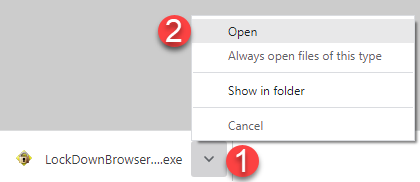 2
Open
Always open files of this type
Show in folder
Cancel
LockDownBrowser....exe
1